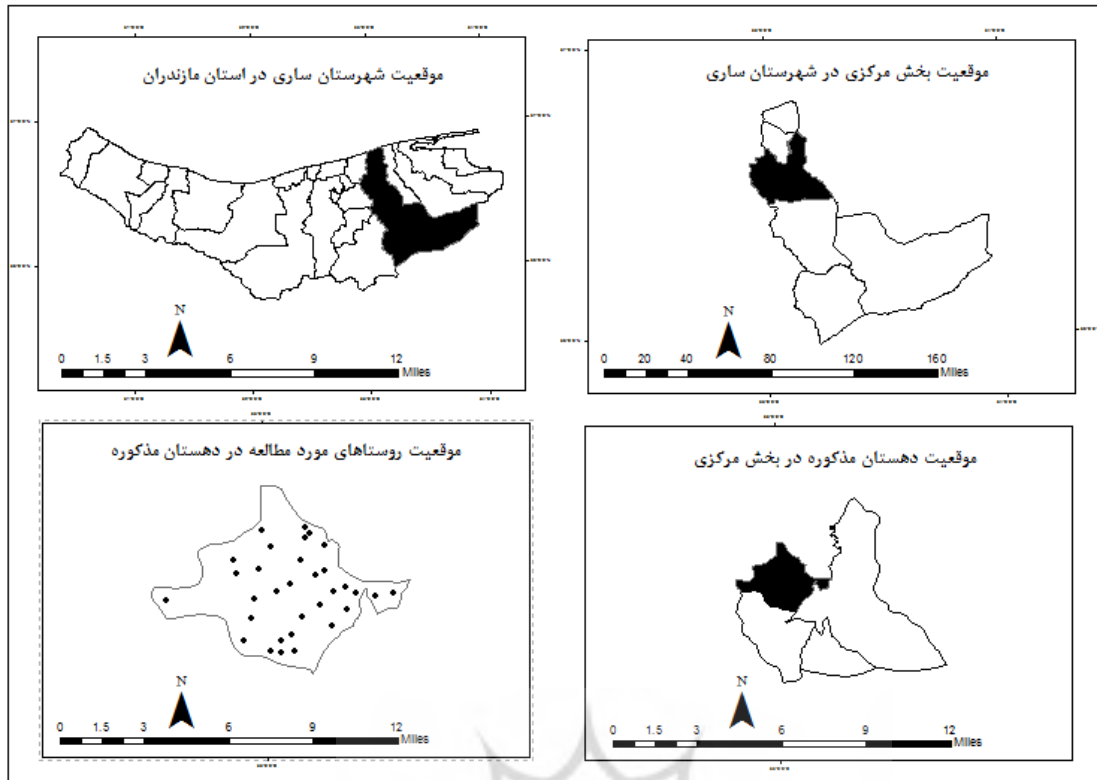 موقعیت شهرستان ساری در استان مازندران
N
0 1.5 3 6 9 12
Miles
موقعیت بخش مرکزی در شهرستان ساری
N
0 20 40 80 120 160
Miles
موقعیت روستاهای مورد مطالعه در دهستان مذکوره
N
0 1.5 3 6 9 12
Miles
موقعیت دهستان مذکوره در بخش مرکزی
N
0 1.5 3 6 9 12
Miles